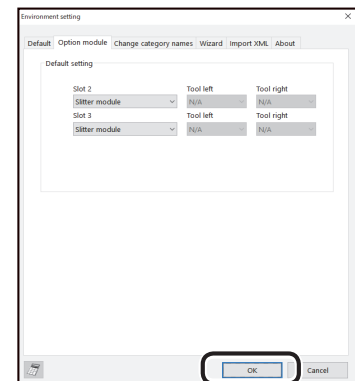 Environment setting
Default Option module Change category names Wizard Import XML About
Default setting
Slot 2 Tool left Tool right
Slitter module N/A N/A
Slot 3 Tool left Tool right
Slitter module N/A N/A
OK Cancel